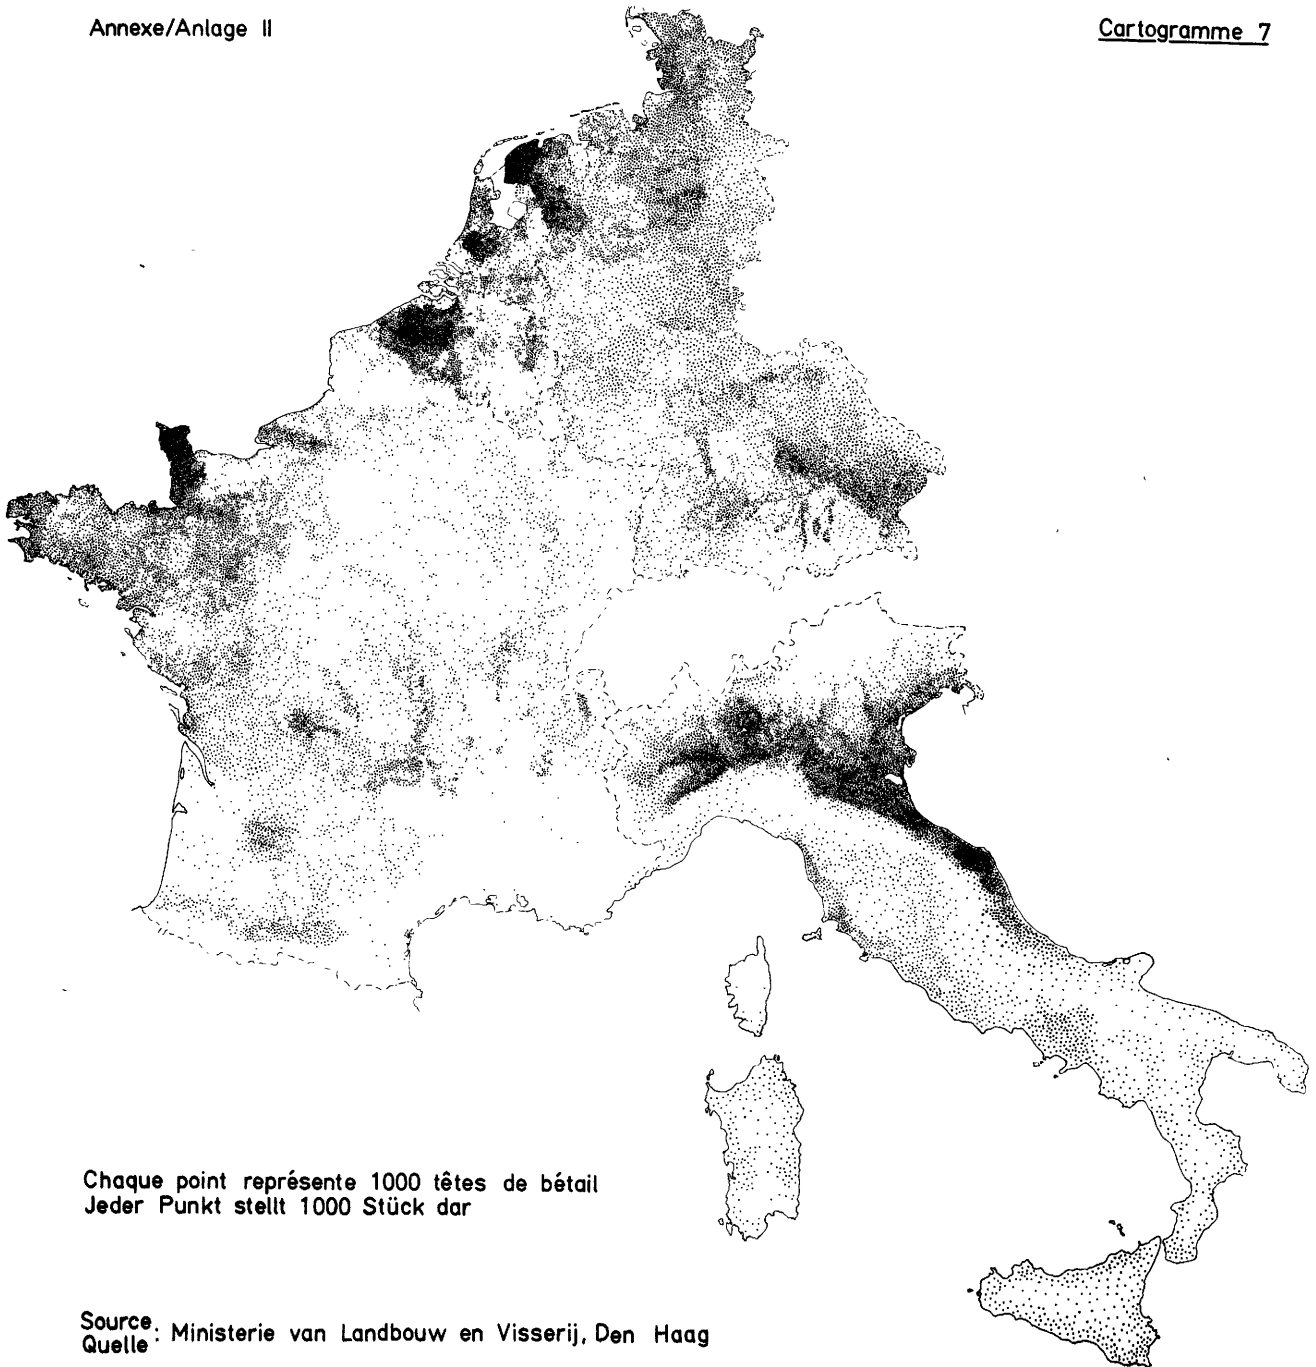 Annexe/Anlage II
Cartogramme 7
Chaque point représente 1000 têtes de bétail
Jeder Punkt stellt 1000 Stück dar
Source
Quelle : Ministerie van Landbouw en Visserij, Den Haag